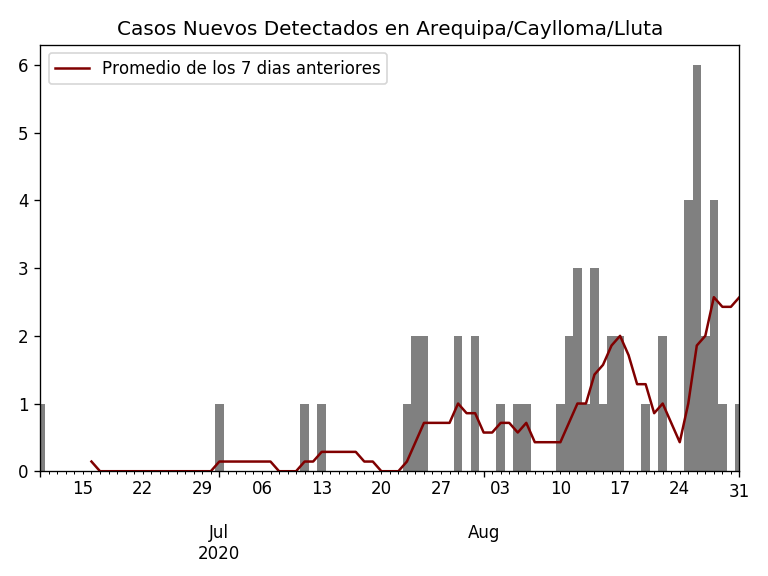 Casos Nuevos Detectados en Arequipa/Caylloma/Lluta
Promedio de los 7 dias anteriores
6
5
4
3
2
1
0
15 22 29 06 13 20 27 03 10 17 24 31
Jul Aug
2020